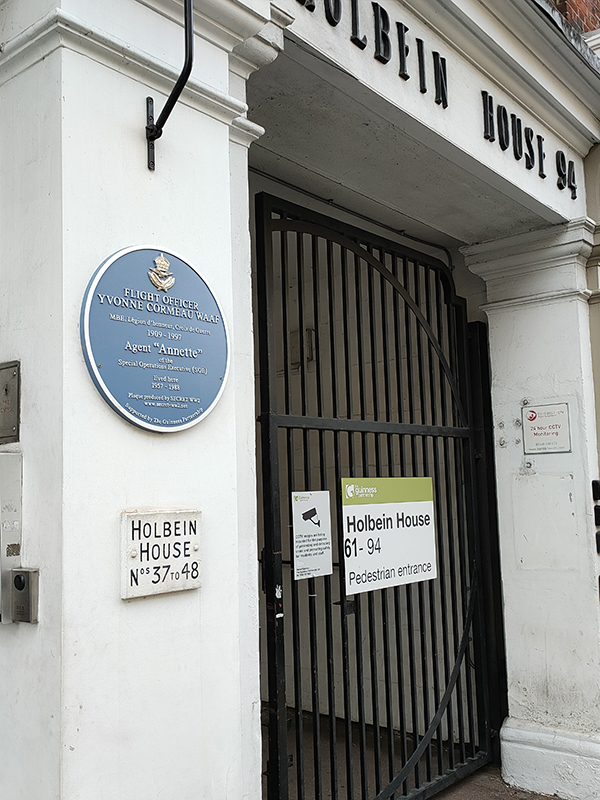 HOLBEIN HOUSE 94
FLIGHT OFFICER
YVONNE CORMEAU WAAF
MBE, Légion d'honneur, Croix de Guerre
1909 - 1997
Agent "Annette"
of the
Special Operations Executive (SOE)
lived here
1957 - 1988
Plaque produced by SECRET WW2
www.secret-ww2.net
Supported by The Guinness Partnership
HOLBEIN
HOUSE
Nos 37 TO 48
Guinness
Holbein House
61- 94
Pedestrian entrance
24 hour CCTV
Monitoring